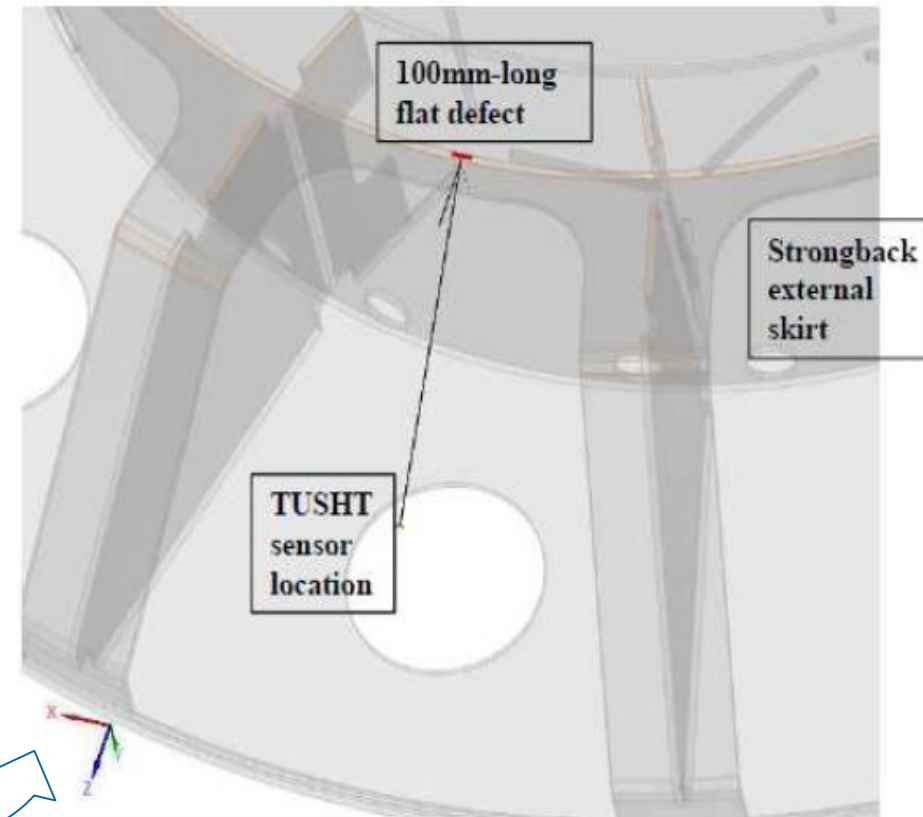 100mm-long
flat defect
Strongback
external
skirt
TUSHT
sensor
location
X
Z